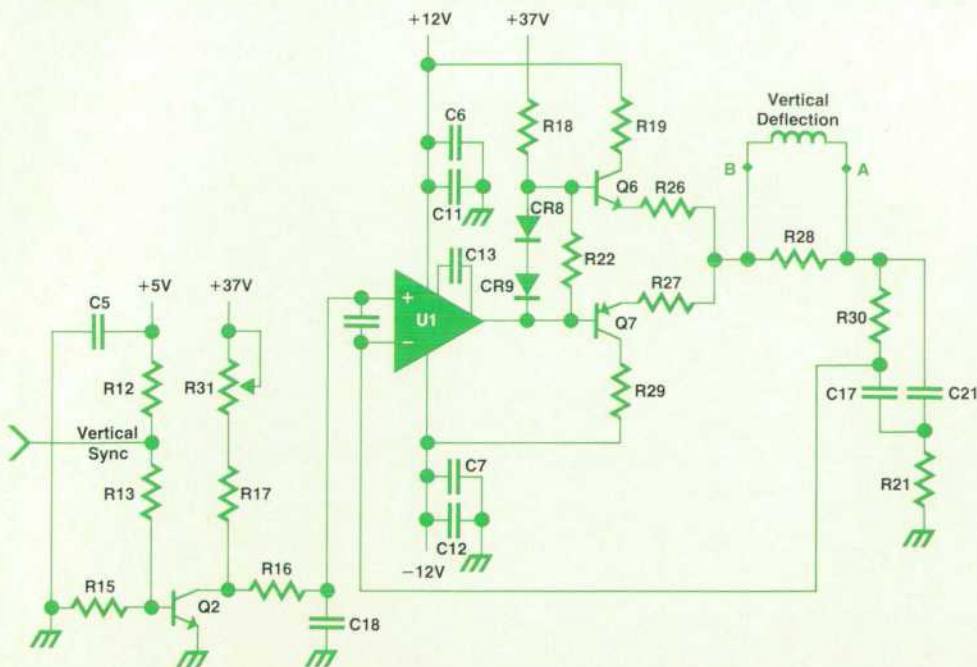 +12V
+37V
C6
R18
R19
Vertical
Deflection
B
A
C11
Q6
R26
CR8
C13
R22
R28
+5V
+37V
CR9
R27
C5
+
U1
−
Q7
R30
R12
R31
R29
C17
C21
Vertical
Sync
C7
R13
R17
R21
C12
−12V
R15
Q2
R16
C18